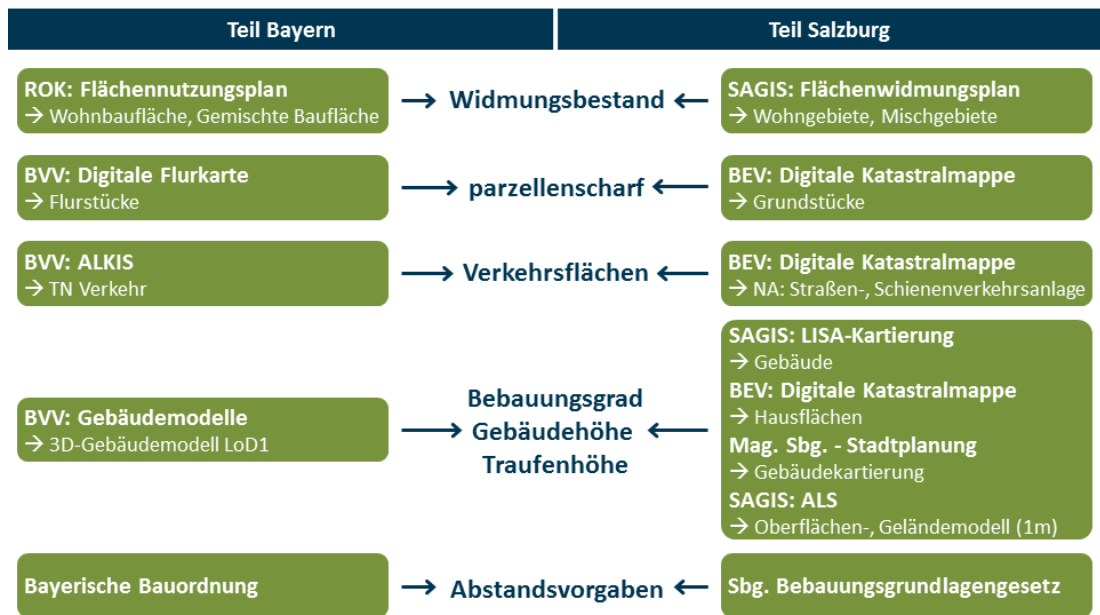 Teil Bayern
Teil Salzburg
ROK: Flächennutzungsplan
→ Wohnbaufläche, Gemischte Baufläche
Widmungsbestand
SAGIS: Flächenwidmungsplan
→ Wohngebiete, Mischgebiete
BVV: Digitale Flurkarte
→ Flurstücke
parzellenscharf
BEV: Digitale Katastralmappe
→ Grundstücke
BVV: ALKIS
→ TN Verkehr
Verkehrsflächen
BEV: Digitale Katastralmappe
→ NA: Straßen-, Schienenverkehrsanlage
BVV: Gebäudemodelle
→ 3D-Gebäudemodell LoD1
Bebauungsgrad
Gebäudehöhe
Traufenhöhe
SAGIS: LISA-Kartierung
→ Gebäude
BEV: Digitale Katastralmappe
→ Hausflächen
Mag. Sbg. - Stadtplanung
→ Gebäudekartierung
SAGIS: ALS
→ Oberflächen-, Geländemodell (1m)
Bayerische Bauordnung
Abstandsvorgaben
Sbg. Bebauungsgrundlagengesetz